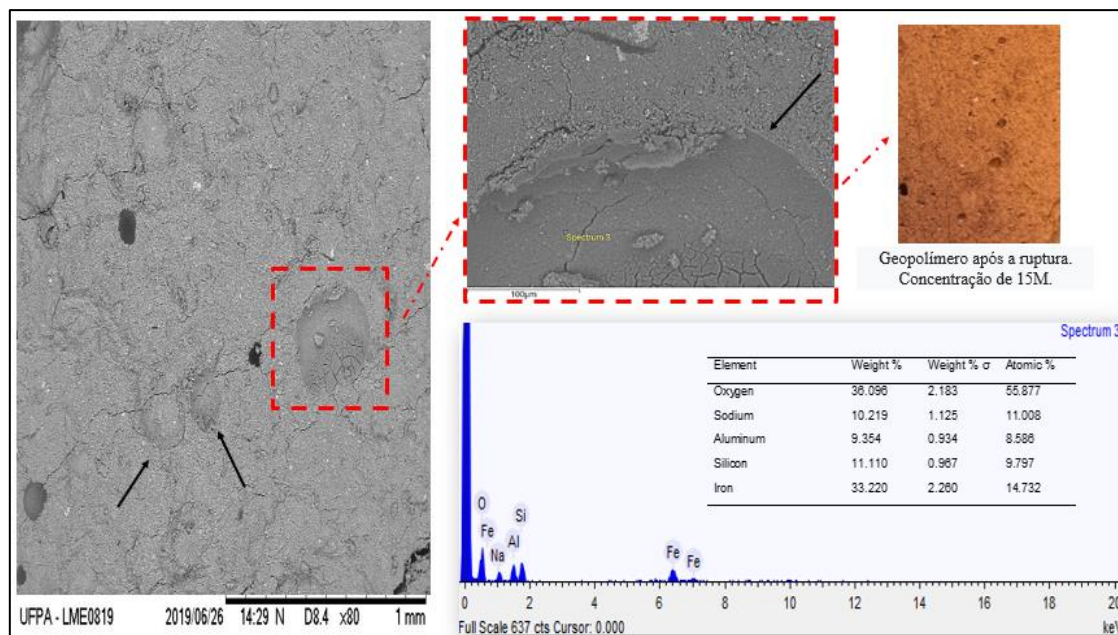 Spectrum 3
100µm
Geopolímero após a ruptura.
Concentração de 15M.
UFPA - LME0819 2019/06/26 14:29 N D8.4 x80 1 mm
Spectrum 3
Element Weight % Weight % σ Atomic %
Oxygen 36.096 2.183 55.877
Sodium 10.219 1.125 11.008
Aluminum 9.354 0.934 8.586
Silicon 11.110 0.967 9.797
Iron 33.220 2.260 14.732
O
Fe
Na
Al
Si
Fe
Fe
0 2 4 6 8 10 12 14 16 18 20
Full Scale 637 cts Cursor: 0.000 keV